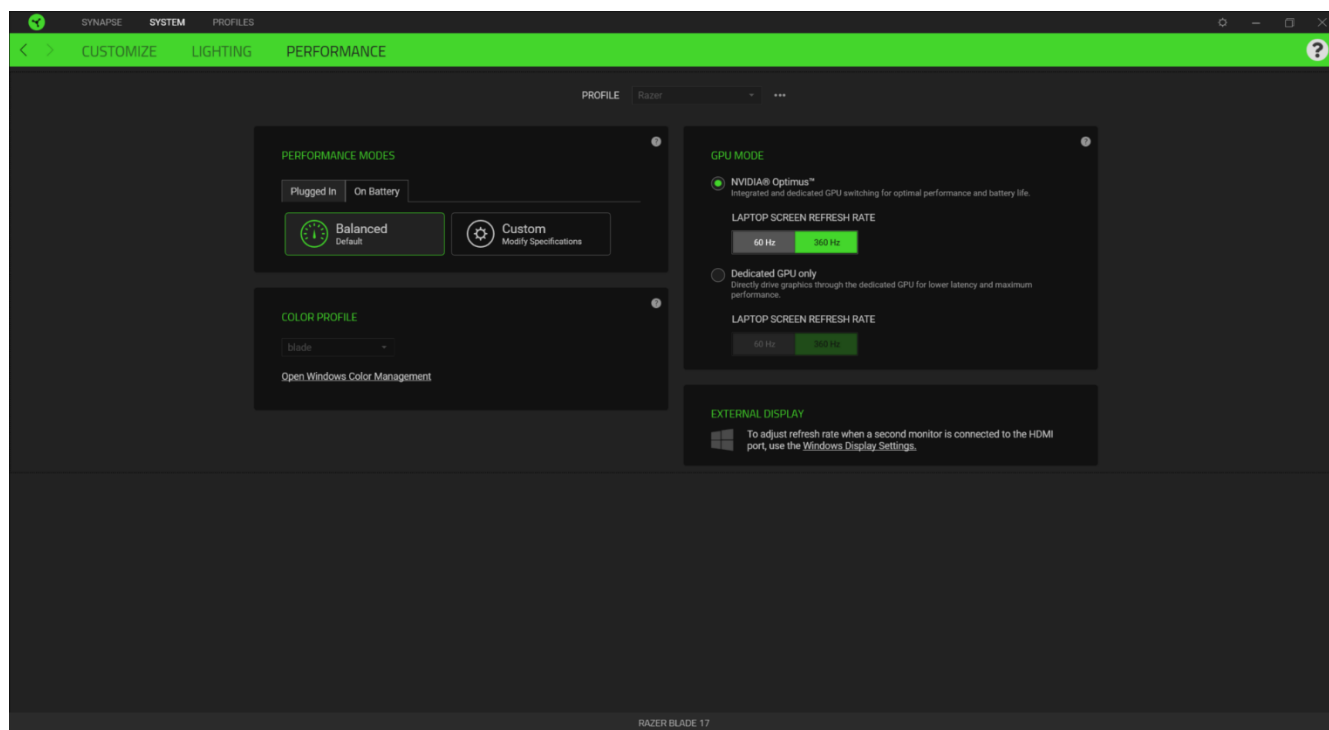 SYNAPSE SYSTEM PROFILES
CUSTOMIZE LIGHTING PERFORMANCE
?
PROFILE Razer
PERFORMANCE MODES
?
Plugged In On Battery
Balanced
Default
Custom
Modify Specifications
COLOR PROFILE
?
blade
Open Windows Color Management
GPU MODE
?
NVIDIA® Optimus™
Integrated and dedicated GPU switching for optimal performance and battery life.
LAPTOP SCREEN REFRESH RATE
60 Hz 360 Hz
Dedicated GPU only
Directly drive graphics through the dedicated GPU for lower latency and maximum
performance.
LAPTOP SCREEN REFRESH RATE
60 Hz 360 Hz
EXTERNAL DISPLAY
To adjust refresh rate when a second monitor is connected to the HDMI
port, use the Windows Display Settings.
RAZER BLADE 17